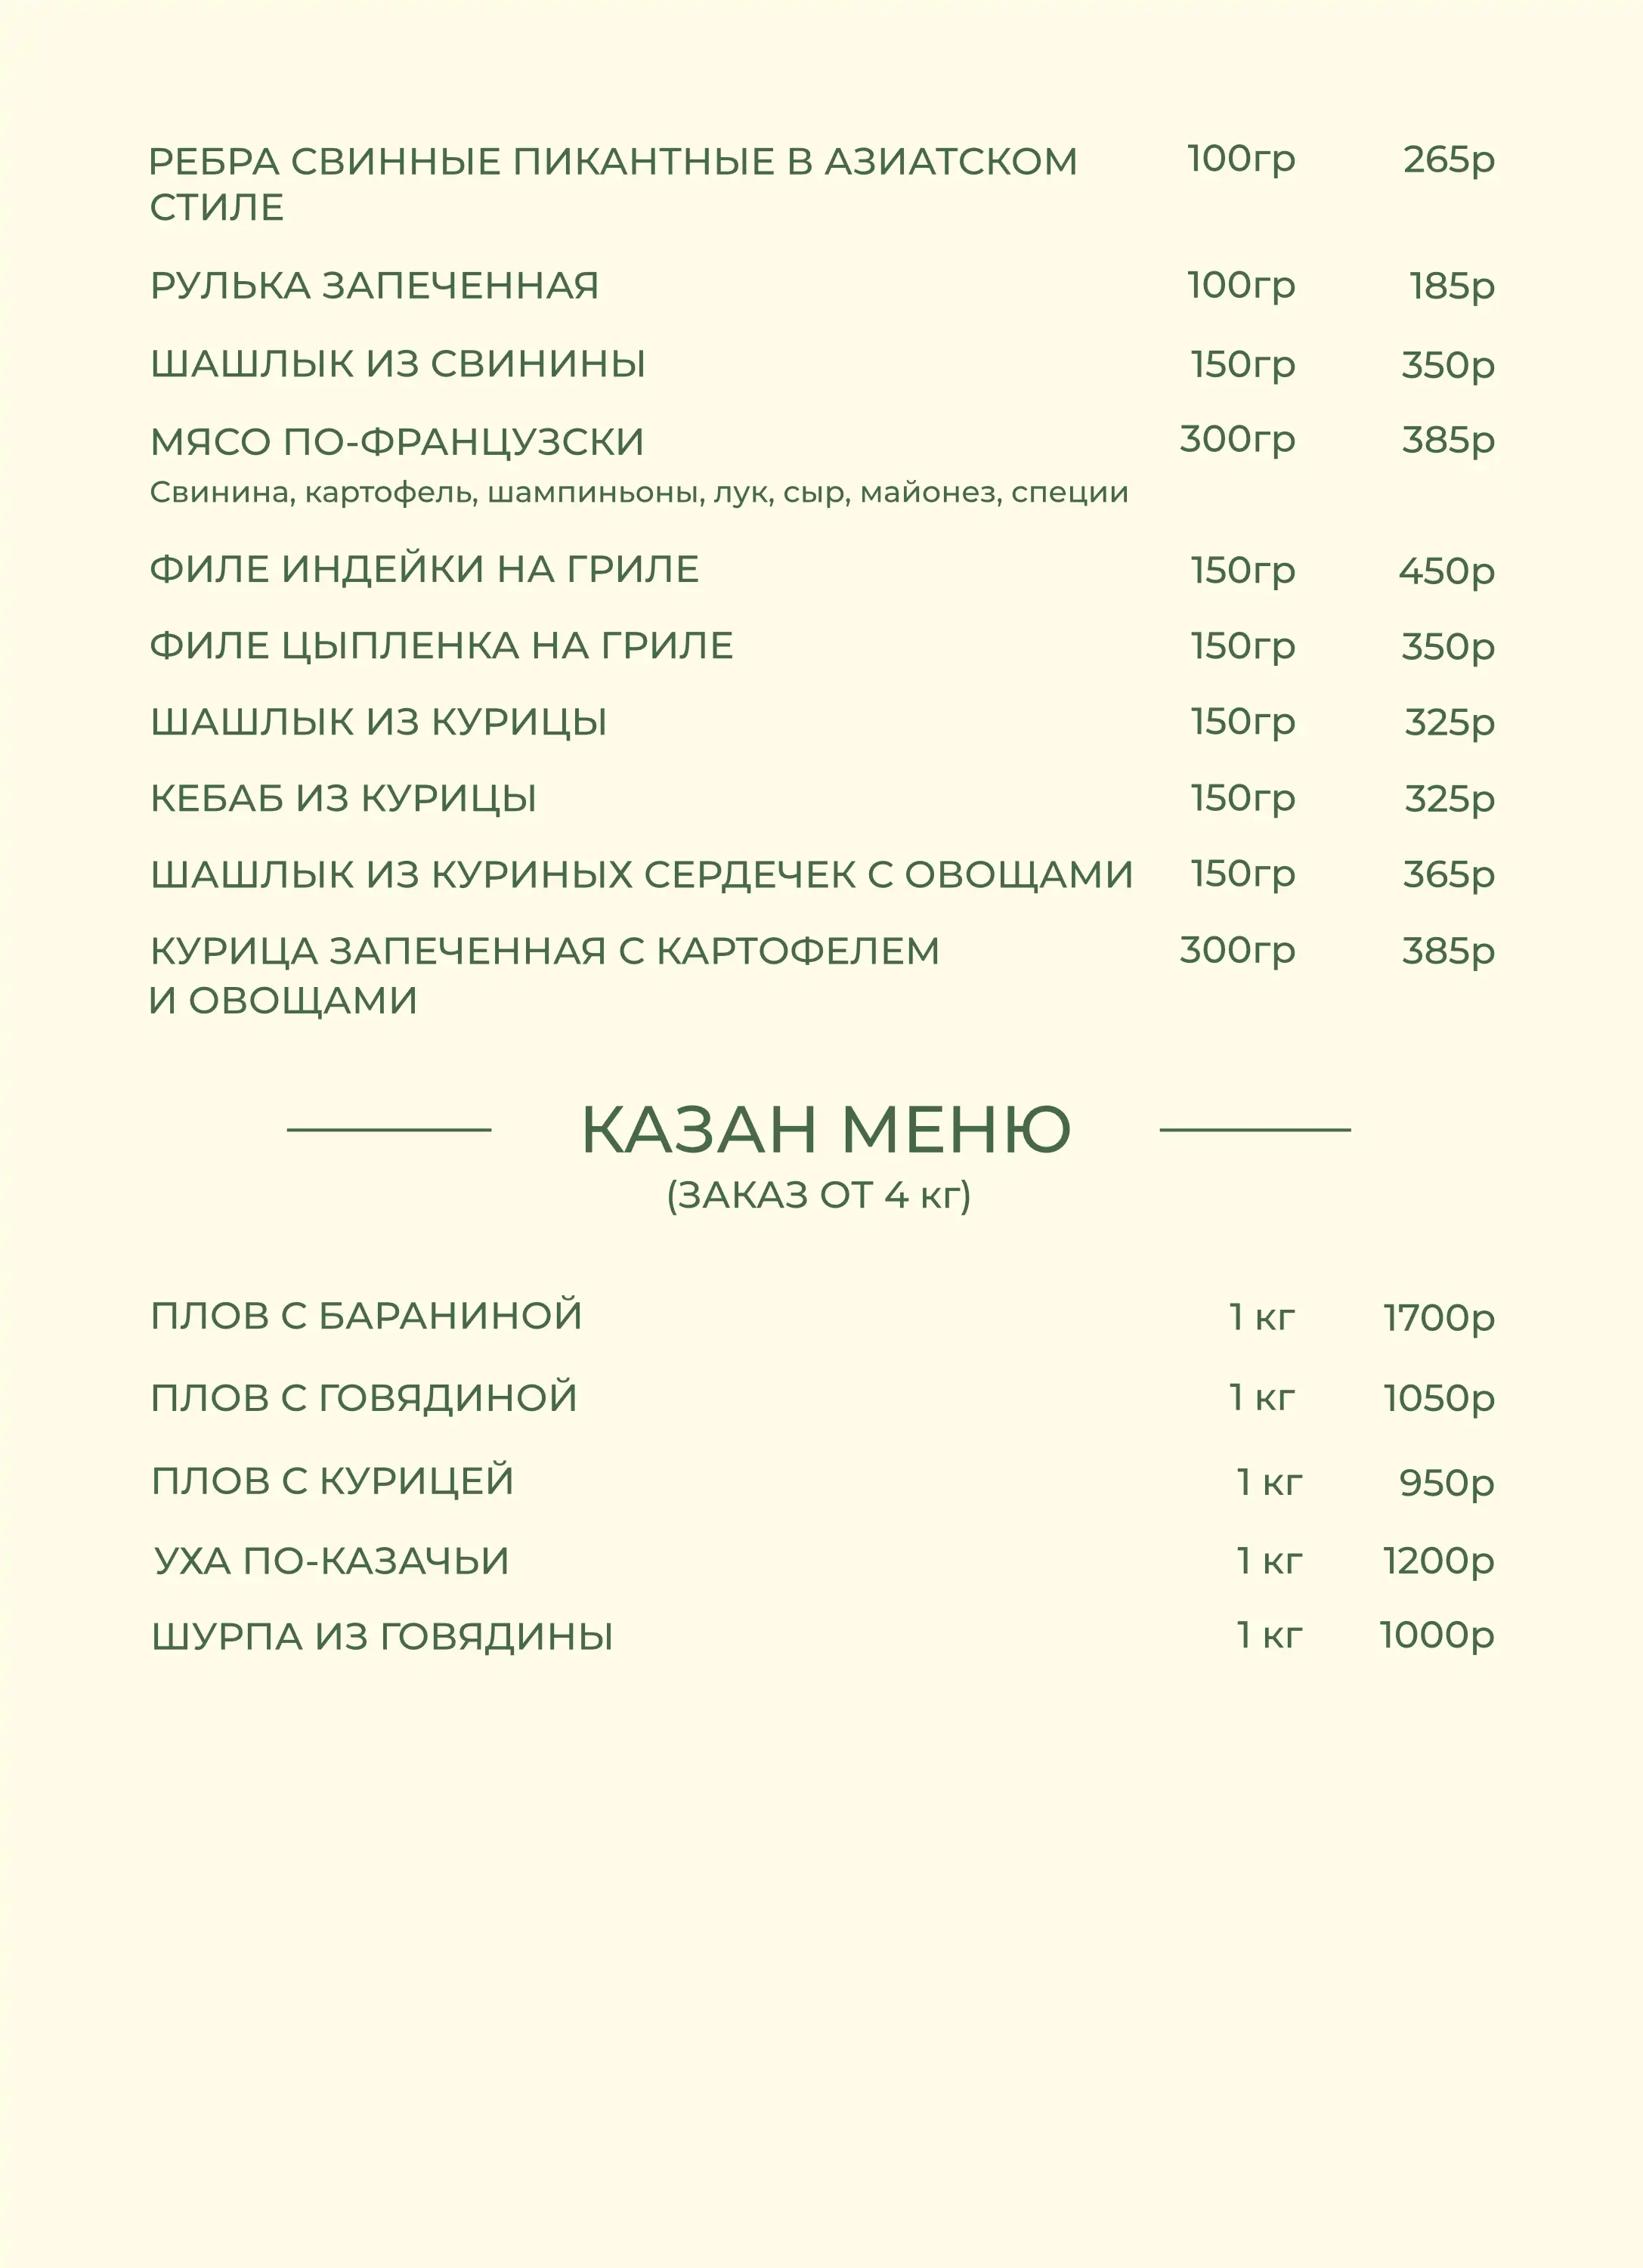 РЕБРА СВИННЫЕ ПИКАНТНЫЕ В АЗИАТСКОМ 100гр 265р
СТИЛЕ
РУЛЬКА ЗАПЕЧЕННАЯ 100гр 185р
ШАШЛЫК ИЗ СВИНИНЫ 150гр 350р
МЯСО ПО-ФРАНЦУЗСКИ 300гр 385р
Свинина, картофель, шампиньоны, лук, сыр, майонез, специи
ФИЛЕ ИНДЕЙКИ НА ГРИЛЕ 150гр 450р
ФИЛЕ ЦЫПЛЕНКА НА ГРИЛЕ 150гр 350р
ШАШЛЫК ИЗ КУРИЦЫ 150гр 325р
КЕБАБ ИЗ КУРИЦЫ 150гр 325р
ШАШЛЫК ИЗ КУРИНЫХ СЕРДЕЧЕК С ОВОЩАМИ 150гр 365р
КУРИЦА ЗАПЕЧЕННАЯ С КАРТОФЕЛЕМ 300гр 385р
И ОВОЩАМИ
КАЗАН МЕНЮ
(ЗАКАЗ ОТ 4 кг)
ПЛОВ С БАРАНИНОЙ 1 кг 1700р
ПЛОВ С ГОВЯДИНОЙ 1 кг 1050р
ПЛОВ С КУРИЦЕЙ 1 кг 950р
УХА ПО-КАЗАЧЬИ 1 кг 1200р
ШУРПА ИЗ ГОВЯДИНЫ 1 кг 1000р